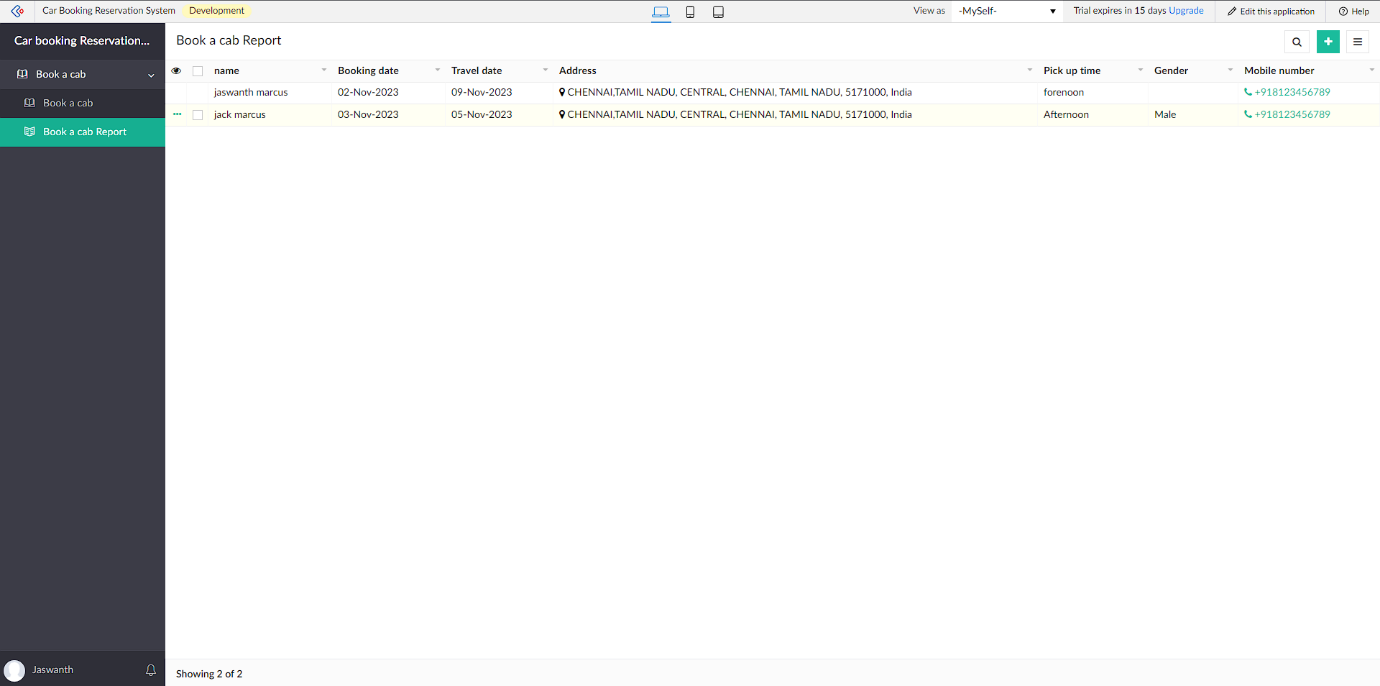 Car Booking Reservation System Development View as -MySelf- Trial expires in 15 days Upgrade Edit this application Help
Car booking Reservation...
Book a cab
Book a cab
Book a cab Report
Book a cab Report
name Booking date Travel date Address Pick up time Gender Mobile number
jaswanth marcus 02-Nov-2023 09-Nov-2023 CHENNAI,TAMIL NADU, CENTRAL, CHENNAI, TAMIL NADU, 5171000, India forenoon +918123456789
jack marcus 03-Nov-2023 05-Nov-2023 CHENNAI,TAMIL NADU, CENTRAL, CHENNAI, TAMIL NADU, 5171000, India Afternoon Male +918123456789
Jaswanth
Showing 2 of 2